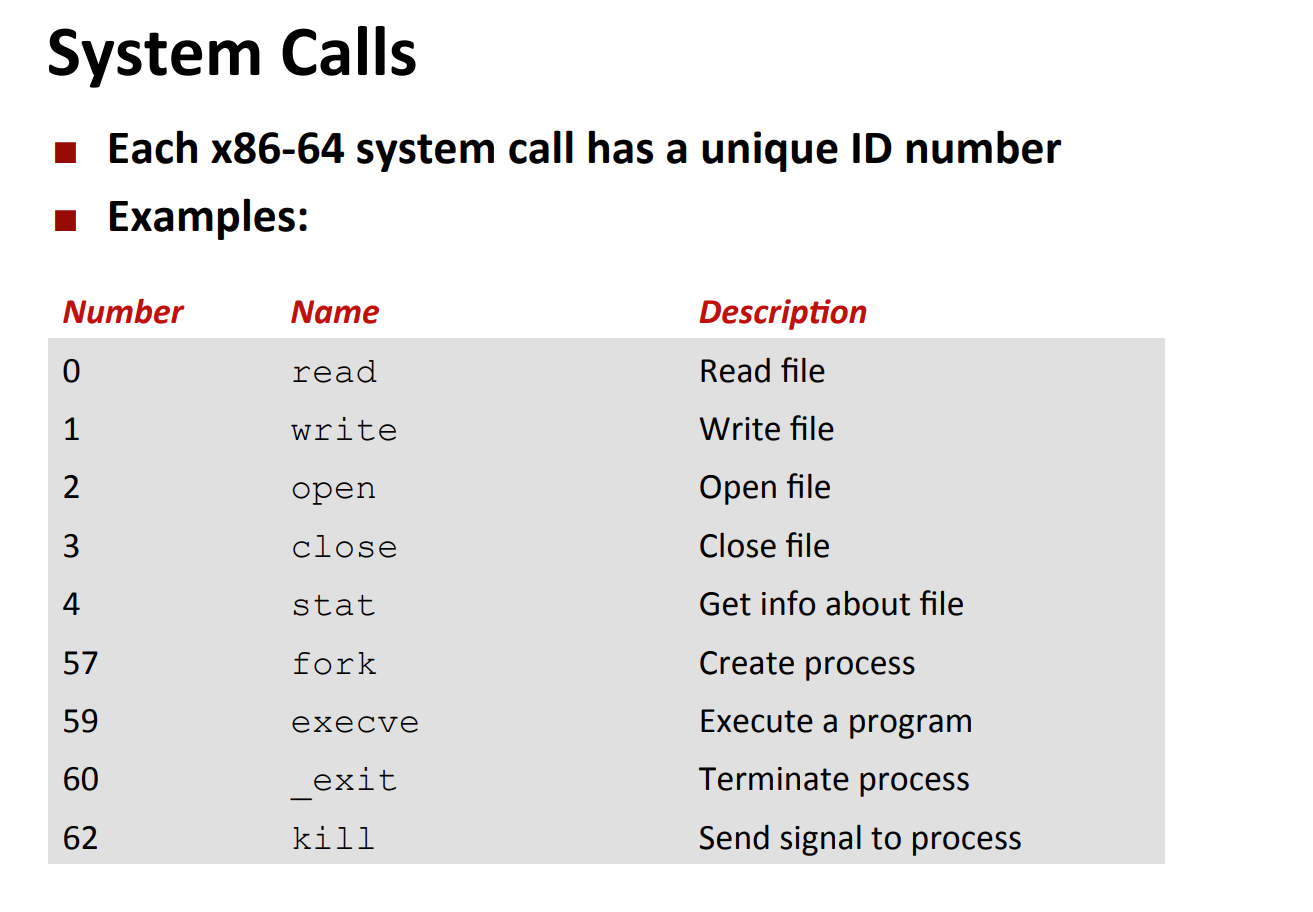 System Calls
Each x86-64 system call has a unique ID number
Examples:
Number Name Description
0 read Read file
1 write Write file
2 open Open file
3 close Close file
4 stat Get info about file
57 fork Create process
59 execve Execute a program
60 _exit Terminate process
62 kill Send signal to process